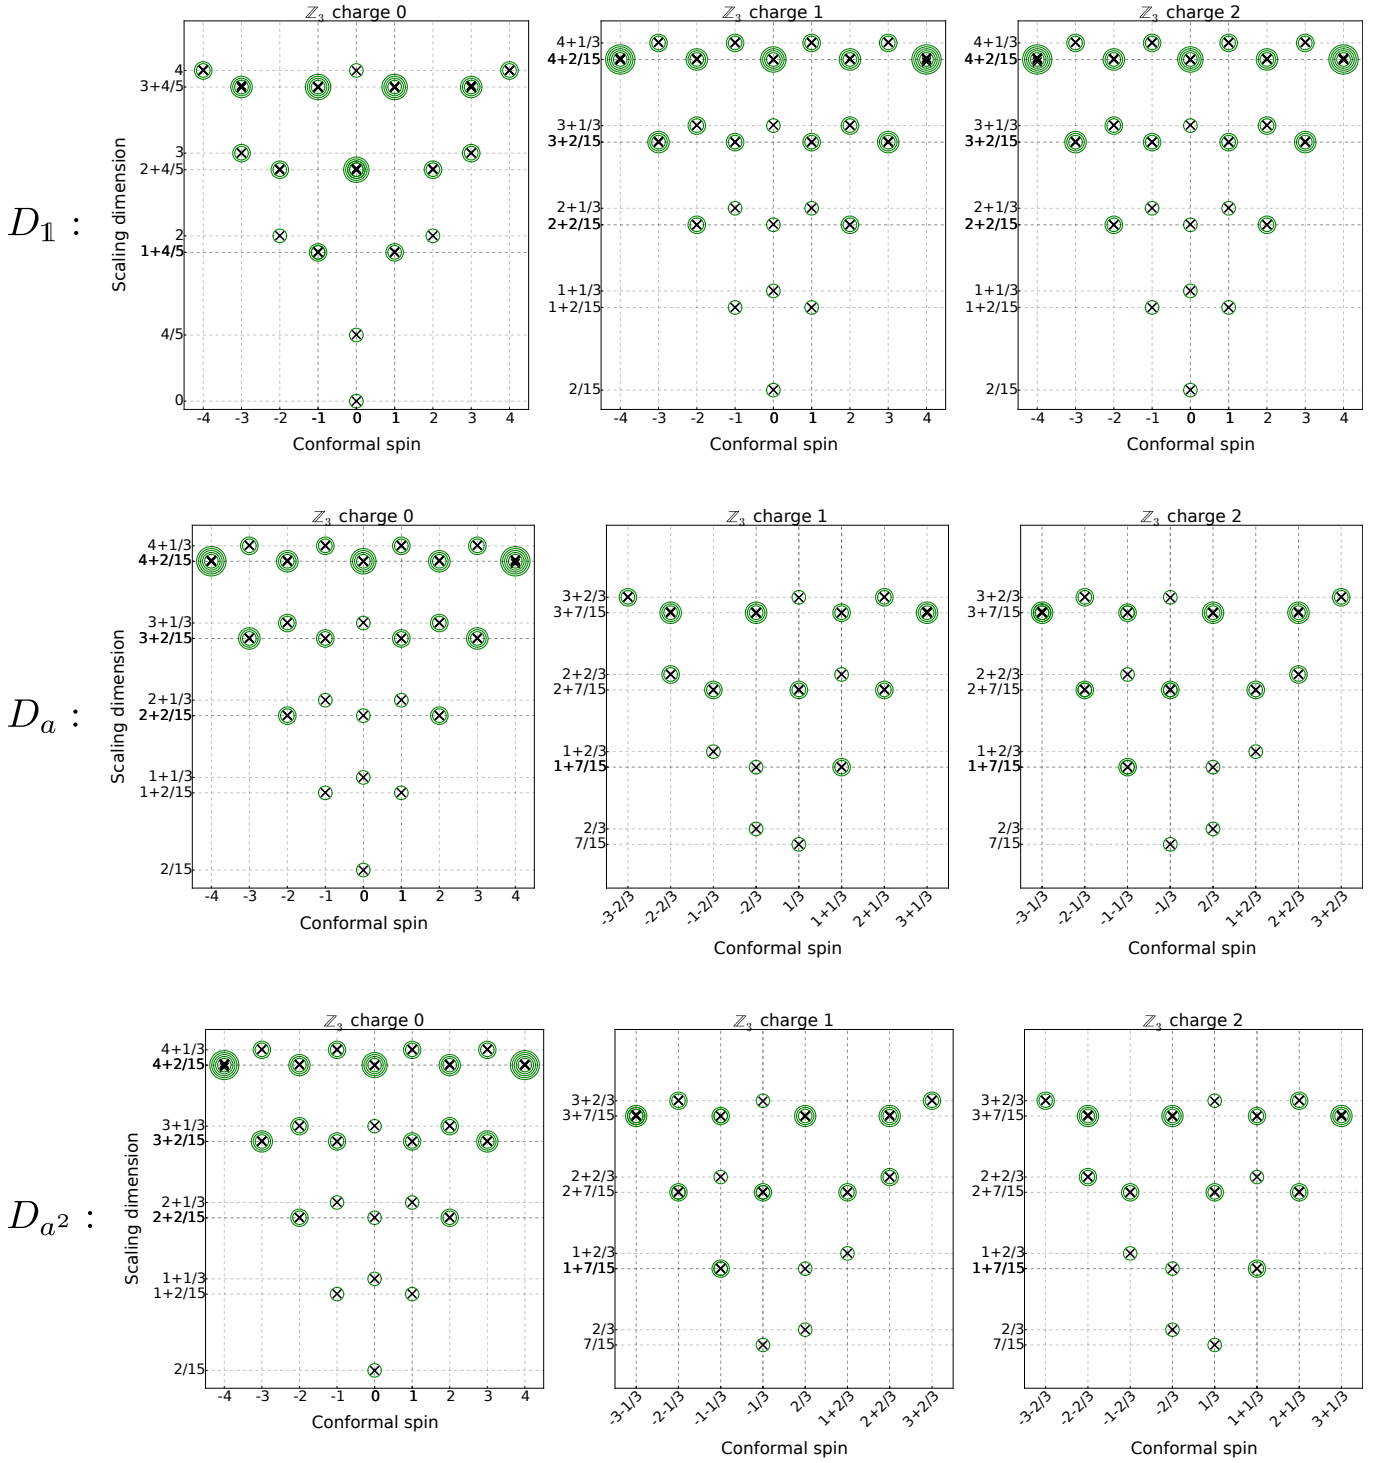 ℤ₃ charge 0
ℤ₃ charge 1
ℤ₃ charge 2
D𝟙 :
Scaling dimension
4
3+4/5
3
2+4/5
2
1+4/5
4/5
0
-4 -3 -2 -1 0 1 2 3 4
Conformal spin
4+1/3
4+2/15
3+1/3
3+2/15
2+1/3
2+2/15
1+1/3
1+2/15
2/15
-4 -3 -2 -1 0 1 2 3 4
Conformal spin
4+1/3
4+2/15
3+1/3
3+2/15
2+1/3
2+2/15
1+1/3
1+2/15
2/15
-4 -3 -2 -1 0 1 2 3 4
Conformal spin
ℤ₃ charge 0
ℤ₃ charge 1
ℤ₃ charge 2
Dₐ :
Scaling dimension
4+1/3
4+2/15
3+1/3
3+2/15
2+1/3
2+2/15
1+1/3
1+2/15
2/15
-4 -3 -2 -1 0 1 2 3 4
Conformal spin
3+2/3
3+7/15
2+2/3
2+7/15
1+2/3
1+7/15
2/3
7/15
-3-2/3 -2-2/3 -1-2/3 -2/3 1/3 1+1/3 2+1/3 3+1/3
Conformal spin
3+2/3
3+7/15
2+2/3
2+7/15
1+2/3
1+7/15
2/3
7/15
-3-1/3 -2-1/3 -1-1/3 -1/3 2/3 1+2/3 2+2/3 3+2/3
Conformal spin
ℤ₃ charge 0
ℤ₃ charge 1
ℤ₃ charge 2
Dₐ² :
Scaling dimension
4+1/3
4+2/15
3+1/3
3+2/15
2+1/3
2+2/15
1+1/3
1+2/15
2/15
-4 -3 -2 -1 0 1 2 3 4
Conformal spin
3+2/3
3+7/15
2+2/3
2+7/15
1+2/3
1+7/15
2/3
7/15
-3-1/3 -2-1/3 -1-1/3 -1/3 2/3 1+2/3 2+2/3 3+2/3
Conformal spin
3+2/3
3+7/15
2+2/3
2+7/15
1+2/3
1+7/15
2/3
7/15
-3-2/3 -2-2/3 -1-2/3 -2/3 1/3 1+1/3 2+1/3 3+1/3
Conformal spin